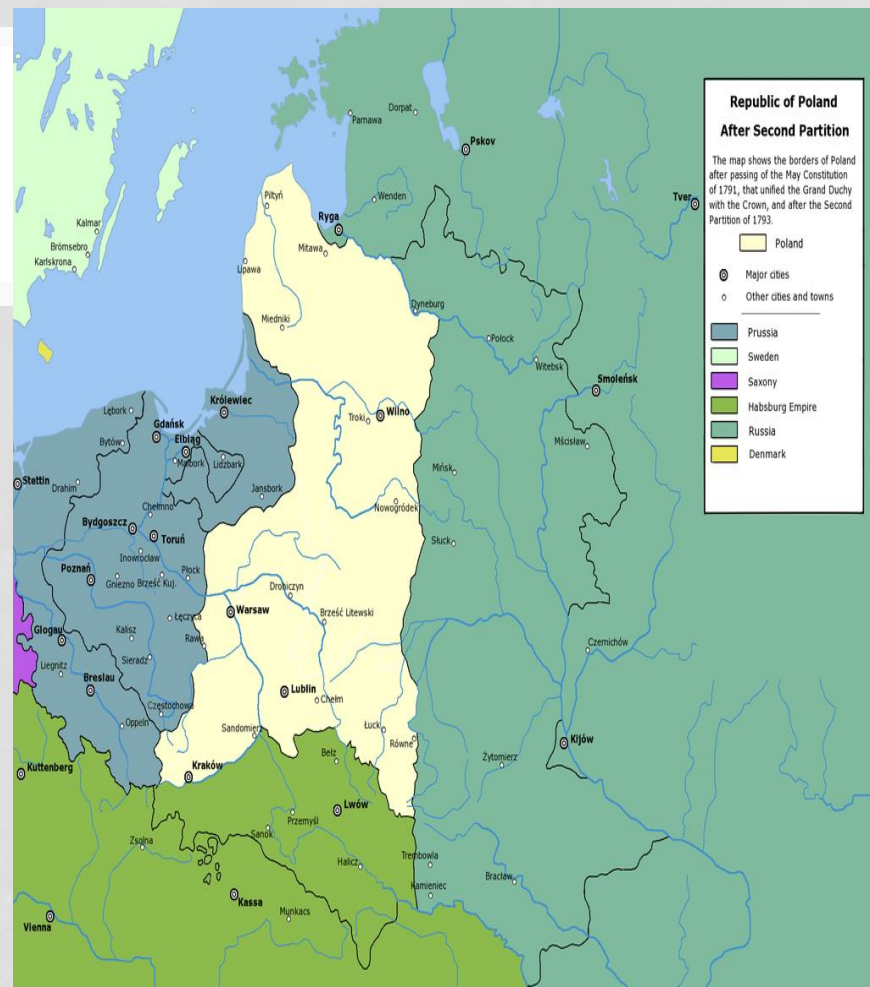 Republic of Poland
After Second Partition
The map shows the borders of Poland
after passing of the May Constitution
of 1791, that unified the Grand Duchy
with the Crown, and after the Second
Partition of 1793.
Poland
Major cities
Other cities and towns
Prussia
Sweden
Saxony
Habsburg Empire
Russia
Denmark
Parnawa
Dorpat
Pskov
Tver
Piltyń
Wenden
Ryga
Kalmar
Brömsebro
Karlskrona
Mitawa
Lipawa
Dyneburg
Miedniki
Połock
Witebsk
Smoleńsk
Królewiec
Lębork
Wilno
Troki
Gdańsk
Bytów
Elbląg
Malbork
Lidzbark
Mścisław
Mińsk
Stettin
Drahim
Jansbork
Nowogródek
Chełmno
Bydgoszcz
Toruń
Słuck
Inowrocław
Poznań
Gniezno
Brześć Kuj.
Płock
Drohiczyn
Warsaw
Brześć Litewski
Łęczyca
Kalisz
Rawa
Głogau
Czernichów
Sieradz
Liegnitz
Breslau
Lublin
Chełm
Częstochowa
Oppeln
Sandomierz
Łuck
Równe
Kijów
Bełz
Żytomierz
Kuttenberg
Kraków
Lwów
Przemyśl
Sanok
Zsolna
Halicz
Trembowla
Bracław
Kamieniec
Kassa
Munkacs
Vienna